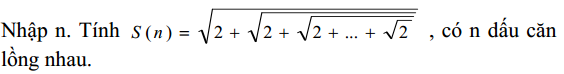 Nhập n. Tính S(n) = √(2 + √(2 + √(2 + ... + √2))) , có n dấu căn
lồng nhau.